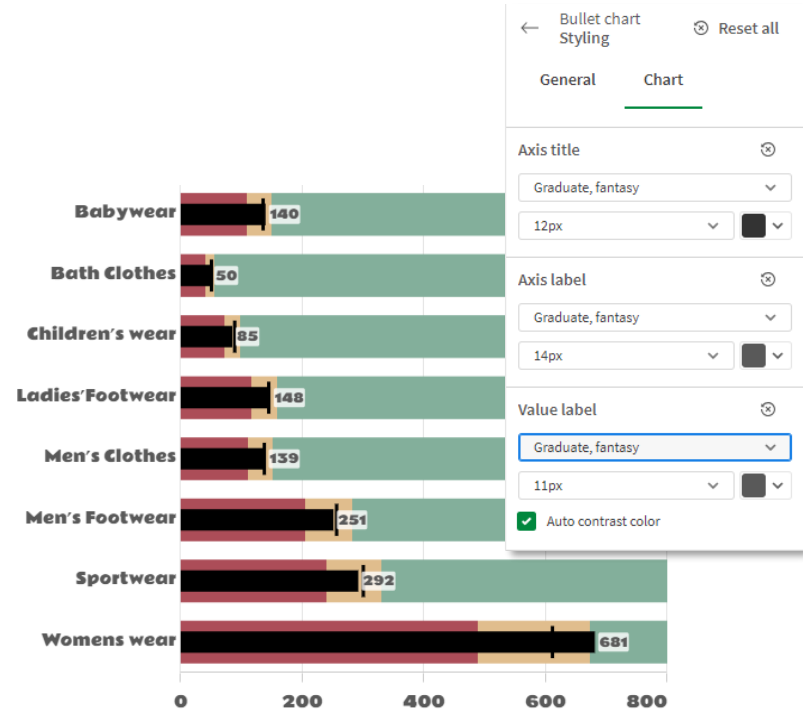 Bullet chart
Styling
Reset all
General
Chart
Axis title
Graduate, fantasy
12px
Axis label
Graduate, fantasy
14px
Value label
Graduate, fantasy
11px
Auto contrast color
Babywear
140
Bath Clothes
50
Children's wear
85
Ladies'Footwear
148
Men's Clothes
139
Men's Footwear
251
Sportwear
292
Womens wear
681
0
200
400
600
800